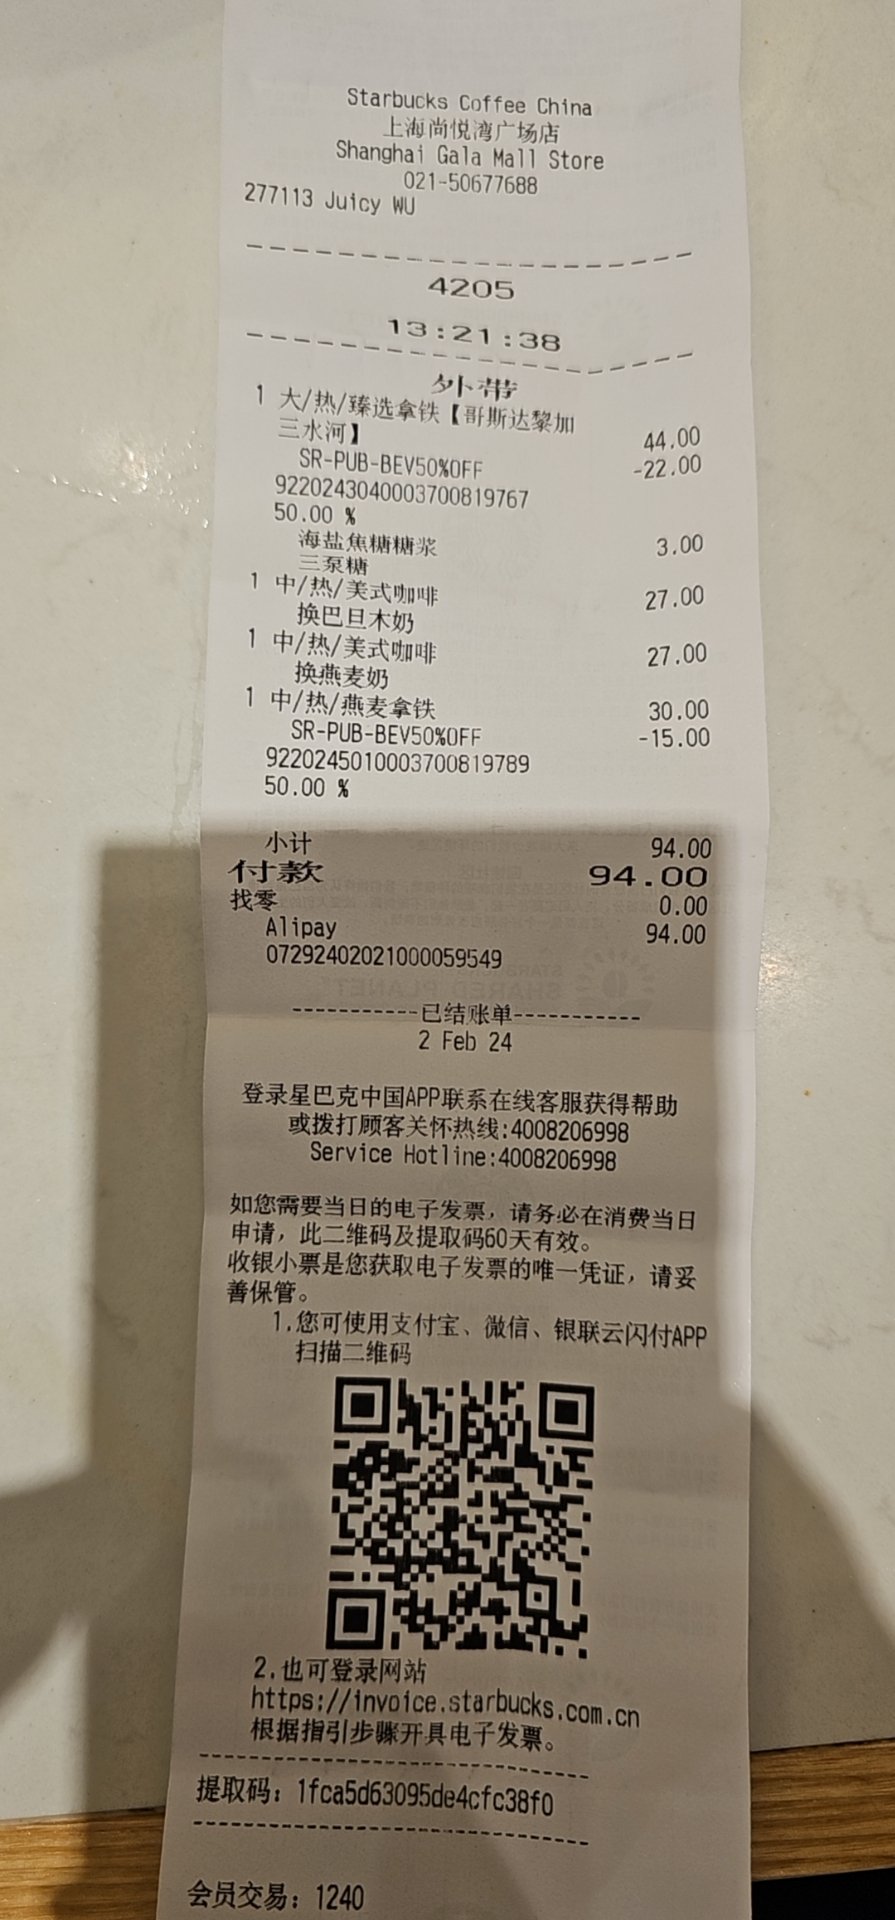 Starbucks Coffee China
上海尚悦湾广场店
Shanghai Gala Mall Store
021-50677688
277113 Juicy WU
4205
13:21:38
外带
1 大/热/臻选拿铁【哥斯达黎加
三水河】 44.00
SR-PUB-BEV50%OFF -22.00
9220243040003700819767
50.00 %
海盐焦糖糖浆 3.00
三泵糖
1 中/热/美式咖啡 27.00
换巴旦木奶
1 中/热/美式咖啡 27.00
换燕麦奶
1 中/热/燕麦拿铁 30.00
SR-PUB-BEV50%OFF -15.00
9220245010003700819789
50.00 %
小计 94.00
付款 94.00
找零 0.00
Alipay 94.00
07292402021000059549
-----------已结账单-----------
2 Feb 24
登录星巴克中国APP联系在线客服获得帮助
或拨打顾客关怀热线:4008206998
Service Hotline:4008206998
如您需要当日的电子发票，请务必在消费当日
申请，此二维码及提取码60天有效。
收银小票是您获取电子发票的唯一凭证，请妥
善保管。
1.您可使用支付宝、微信、银联云闪付APP
扫描二维码
2.也可登录网站
https://invoice.starbucks.com.cn
根据指引步骤开具电子发票。
提取码：1fca5d63095de4cfc38f0
会员交易：1240